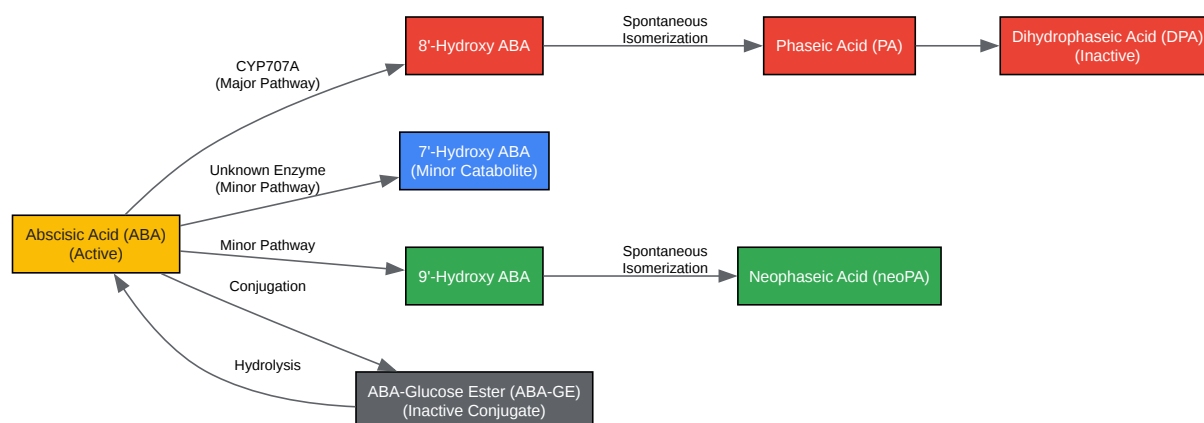 Spontaneous
Isomerization
8'-Hydroxy ABA
Phaseic Acid (PA)
Dihydrophaseic Acid (DPA)
(Inactive)
CYP707A
(Major Pathway)
7'-Hydroxy ABA
(Minor Catabolite)
Unknown Enzyme
(Minor Pathway)
Abscisic Acid (ABA)
(Active)
Minor Pathway
Spontaneous
Isomerization
9'-Hydroxy ABA
Neophaseic Acid (neoPA)
Conjugation
Hydrolysis
ABA-Glucose Ester (ABA-GE)
(Inactive Conjugate)